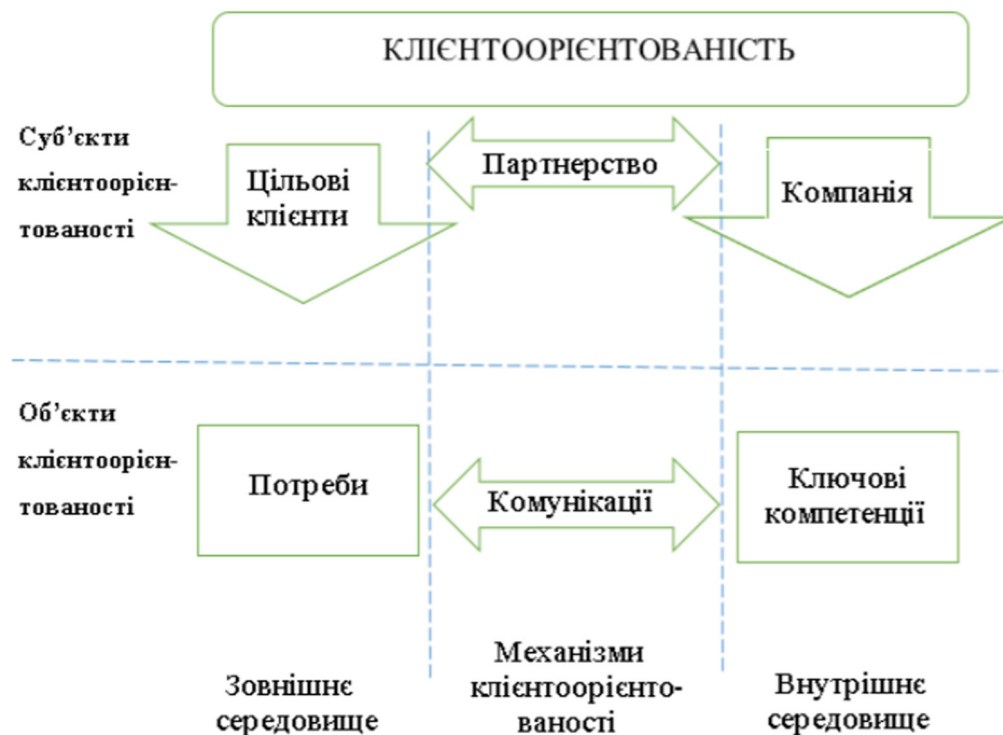 КЛІЄНТООРІЄНТОВАНІСТЬ
Суб’єкти
клієнтоорієн-
тованості
Цільові
клієнти
Партнерство
Компанія
Об’єкти
клієнтоорієн-
тованості
Потреби
Комунікації
Ключові
компетенції
Зовнішнє
середовище
Механізми
клієнтоорієнто-
ваності
Внутрішнє
середовище